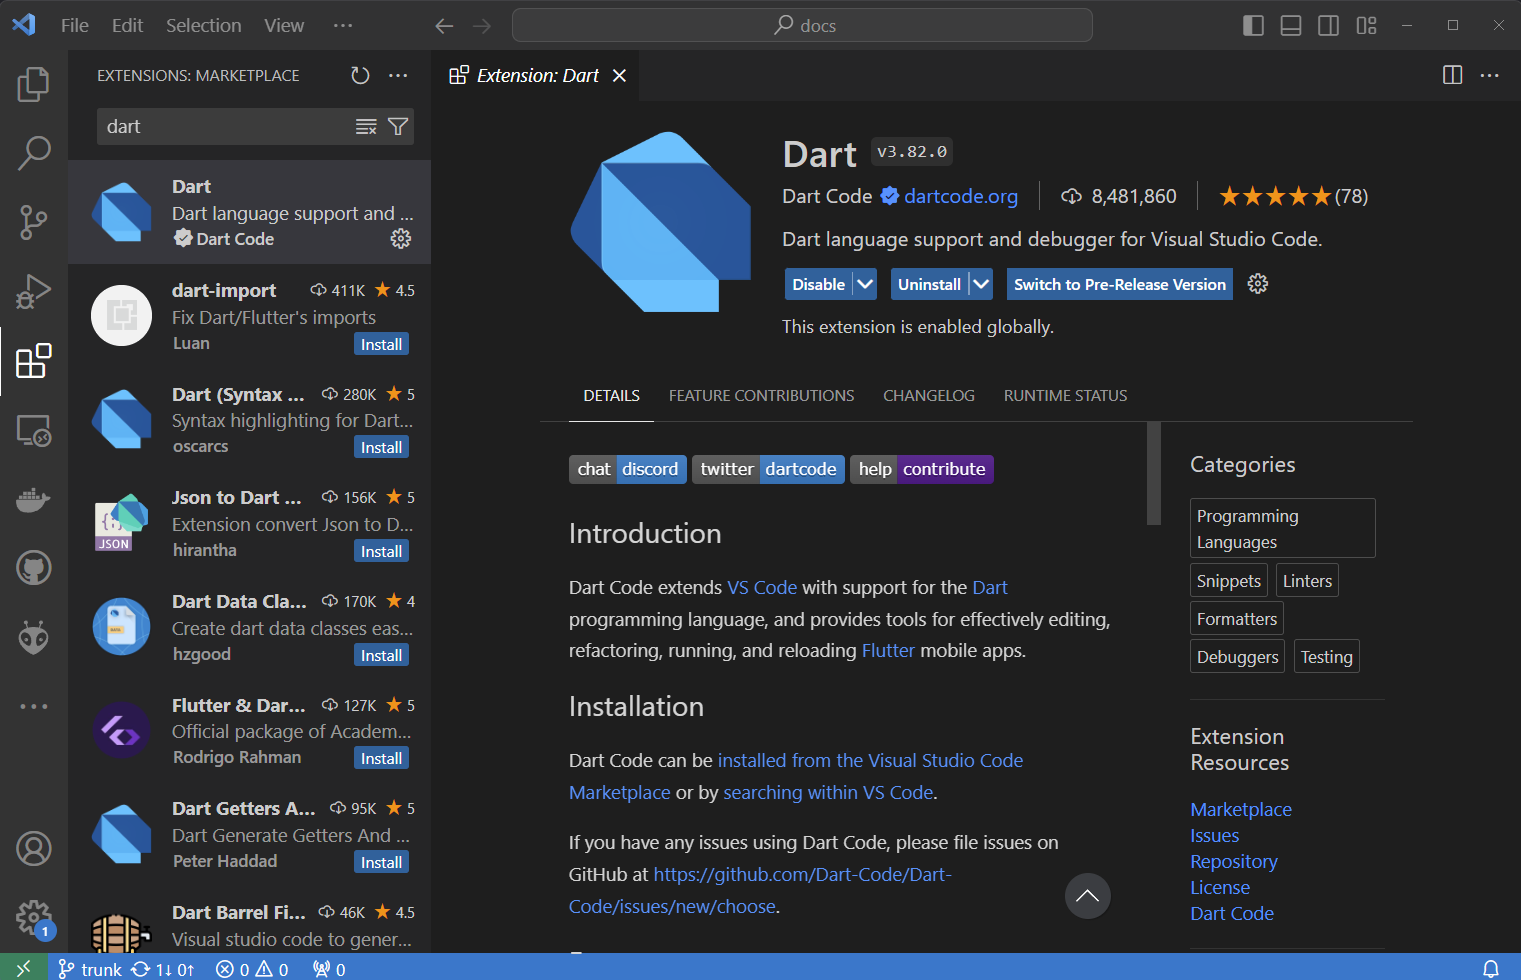 File Edit Selection View ···
docs
EXTENSIONS: MARKETPLACE
dart
Dart
Dart language support and ...
Dart Code
dart-import 411K 4.5
Fix Dart/Flutter's imports
Luan Install
Dart (Syntax ... 280K 5
Syntax highlighting for Dart...
oscarcs Install
Json to Dart ... 156K 5
Extension convert Json to D...
hirantha Install
JSON
Dart Data Cla... 170K 4
Create dart data classes eas...
hzgood Install
Flutter & Dar... 127K 5
Official package of Academ...
Rodrigo Rahman Install
Dart Getters A... 95K 5
Dart Generate Getters And ...
Peter Haddad Install
Dart Barrel Fi... 46K 4.5
Visual studio code to gener...
1
Extension: Dart
Dart v3.82.0
Dart Code dartcode.org 8,481,860 (78)
Dart language support and debugger for Visual Studio Code.
Disable Uninstall Switch to Pre-Release Version
This extension is enabled globally.
DETAILS FEATURE CONTRIBUTIONS CHANGELOG RUNTIME STATUS
chat discord twitter dartcode help contribute
Introduction
Dart Code extends VS Code with support for the Dart
programming language, and provides tools for effectively editing,
refactoring, running, and reloading Flutter mobile apps.
Installation
Dart Code can be installed from the Visual Studio Code
Marketplace or by searching within VS Code.
If you have any issues using Dart Code, please file issues on
GitHub at https://github.com/Dart-Code/Dart-
Code/issues/new/choose.
Categories
Programming
Languages
Snippets Linters
Formatters
Debuggers Testing
Extension
Resources
Marketplace
Issues
Repository
License
Dart Code
trunk 1↓ 0↑ 0 0 0